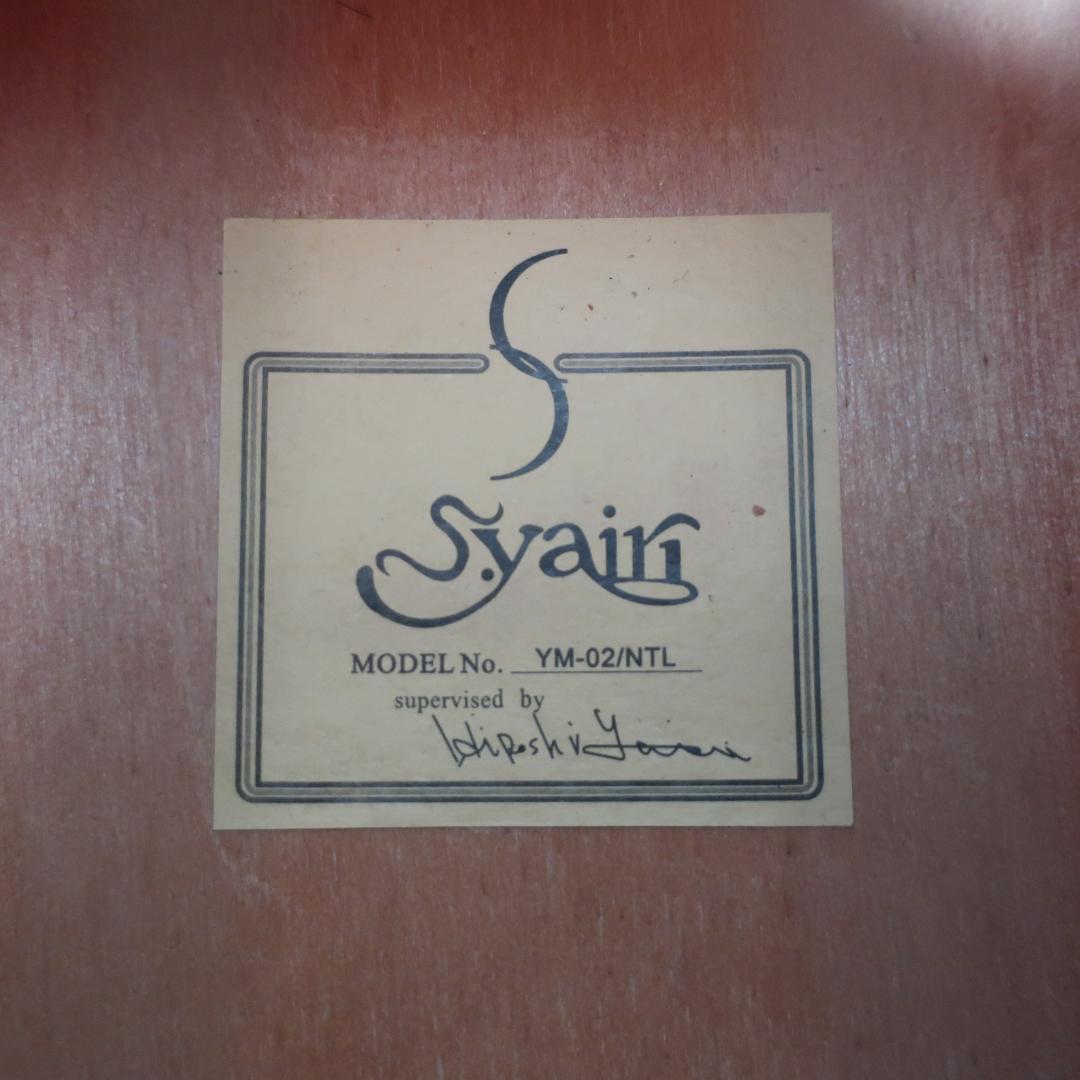 S
S.yairi
MODEL No. YM-02/NTL
supervised by
Hiroshi Yairi